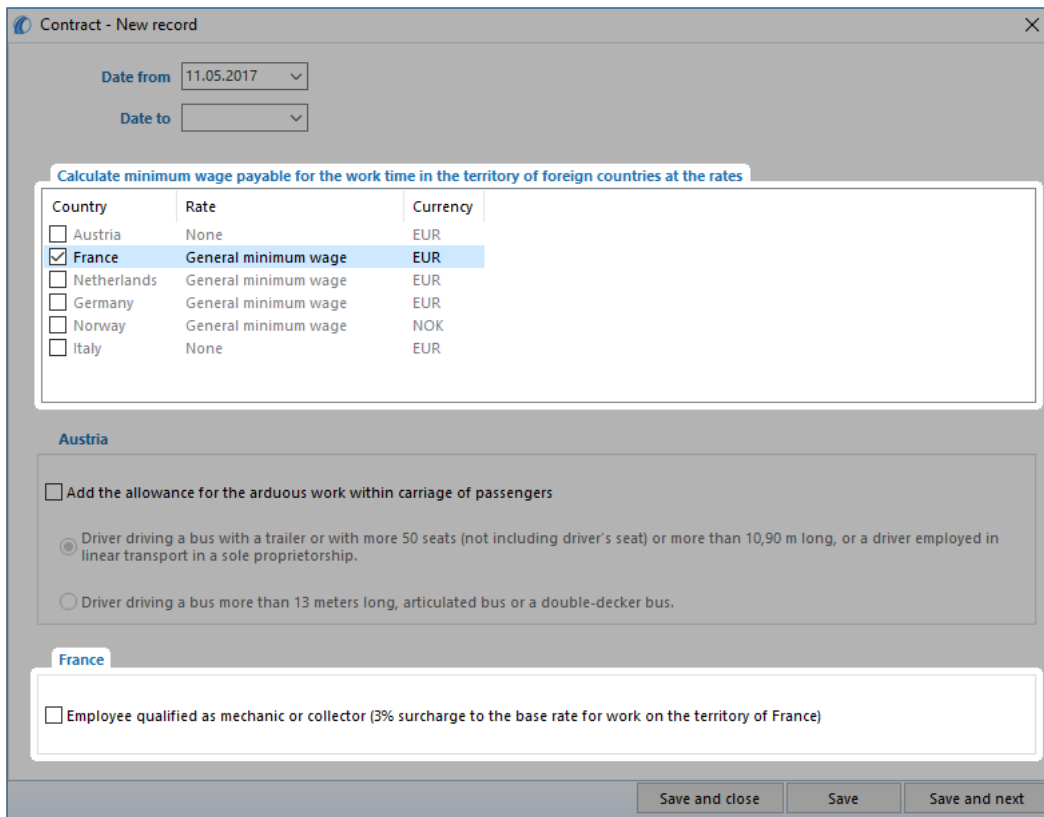 Contract - New record
Date from 11.05.2017
Date to
Calculate minimum wage payable for the work time in the territory of foreign countries at the rates
Country Rate Currency
Austria None EUR
France General minimum wage EUR
Netherlands General minimum wage EUR
Germany General minimum wage EUR
Norway General minimum wage NOK
Italy None EUR
Austria
Add the allowance for the arduous work within carriage of passengers
Driver driving a bus with a trailer or with more 50 seats (not including driver's seat) or more than 10,90 m long, or a driver employed in
linear transport in a sole proprietorship.
Driver driving a bus more than 13 meters long, articulated bus or a double-decker bus.
France
Employee qualified as mechanic or collector (3% surcharge to the base rate for work on the territory of France)
Save and close Save Save and next